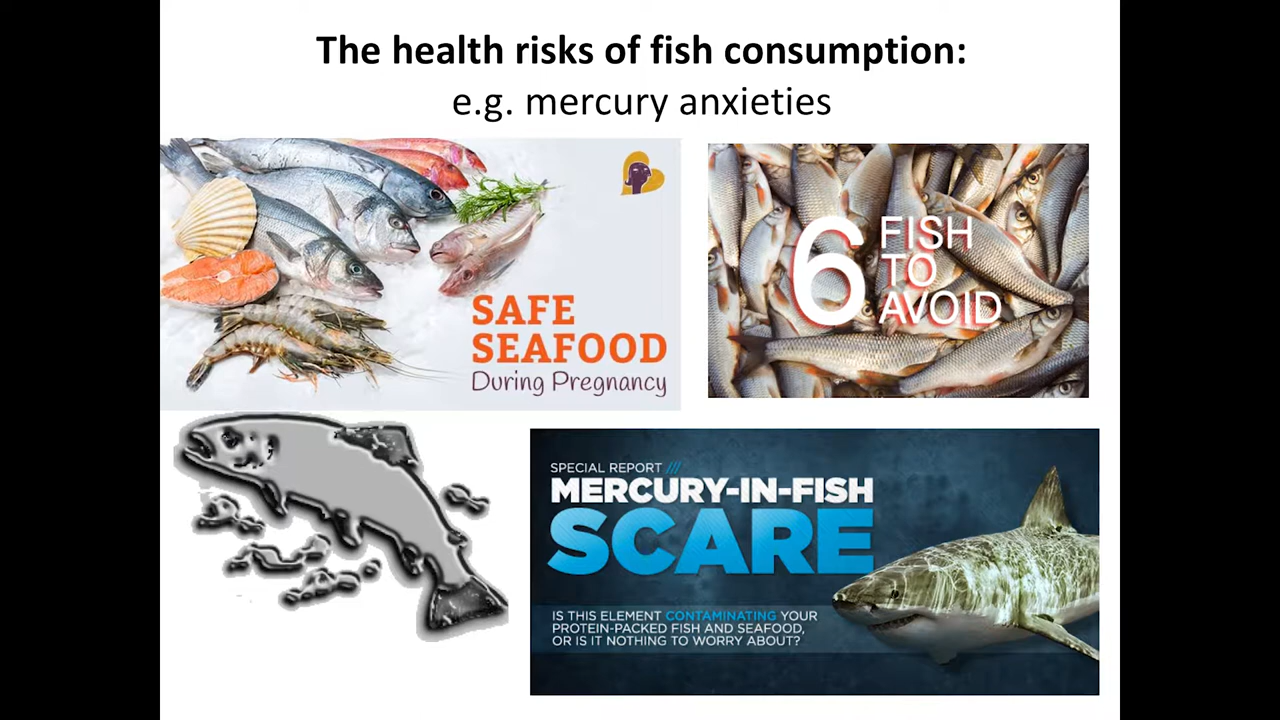 The health risks of fish consumption:
e.g. mercury anxieties
SAFE
SEAFOOD
During Pregnancy
6 FISH
TO
AVOID
SPECIAL REPORT ///
MERCURY-IN-FISH
SCARE
IS THIS ELEMENT CONTAMINATING YOUR
PROTEIN-PACKED FISH AND SEAFOOD,
OR IS IT NOTHING TO WORRY ABOUT?